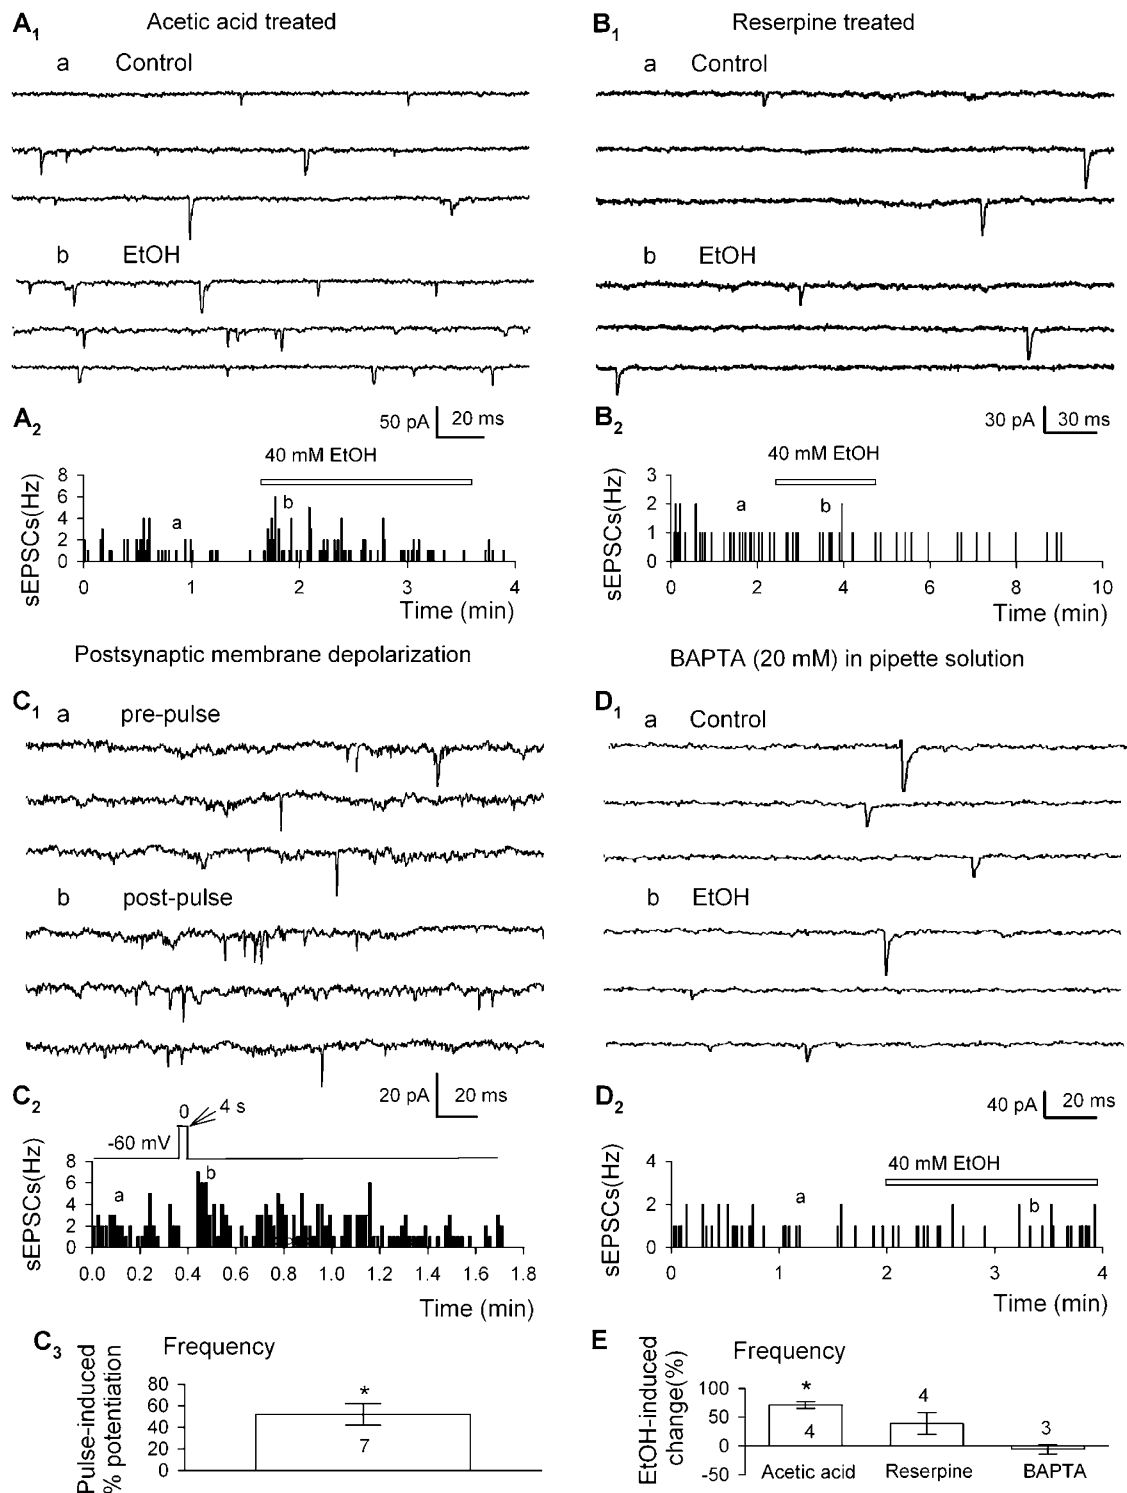 A1 Acetic acid treated
a Control
b EtOH
50 pA 20 ms
A2
40 mM EtOH
sEPSCs(Hz)
8
6
4
2
0
a
b
0 1 2 3 4
Time (min)
B1 Reserpine treated
a Control
b EtOH
30 pA 30 ms
B2
40 mM EtOH
sEPSCs(Hz)
3
2
1
0
a
b
0 2 4 6 8 10
Time (min)
Postsynaptic membrane depolarization
C1 a pre-pulse
b post-pulse
20 pA 20 ms
C2
0 4 s
-60 mV
sEPSCs(Hz)
8
6
4
2
0
a
b
0.0 0.2 0.4 0.6 0.8 1.0 1.2 1.4 1.6 1.8
Time (min)
C3 Frequency
Pulse-induced
% potentiation
80
60
40
20
0
*
7
BAPTA (20 mM) in pipette solution
D1 a Control
b EtOH
40 pA 20 ms
D2
40 mM EtOH
sEPSCs(Hz)
4
2
0
a
b
0 1 2 3 4
Time (min)
E Frequency
EtOH-induced
change(%)
100
50
0
-50
*
4
4
3
Acetic acid Reserpine BAPTA